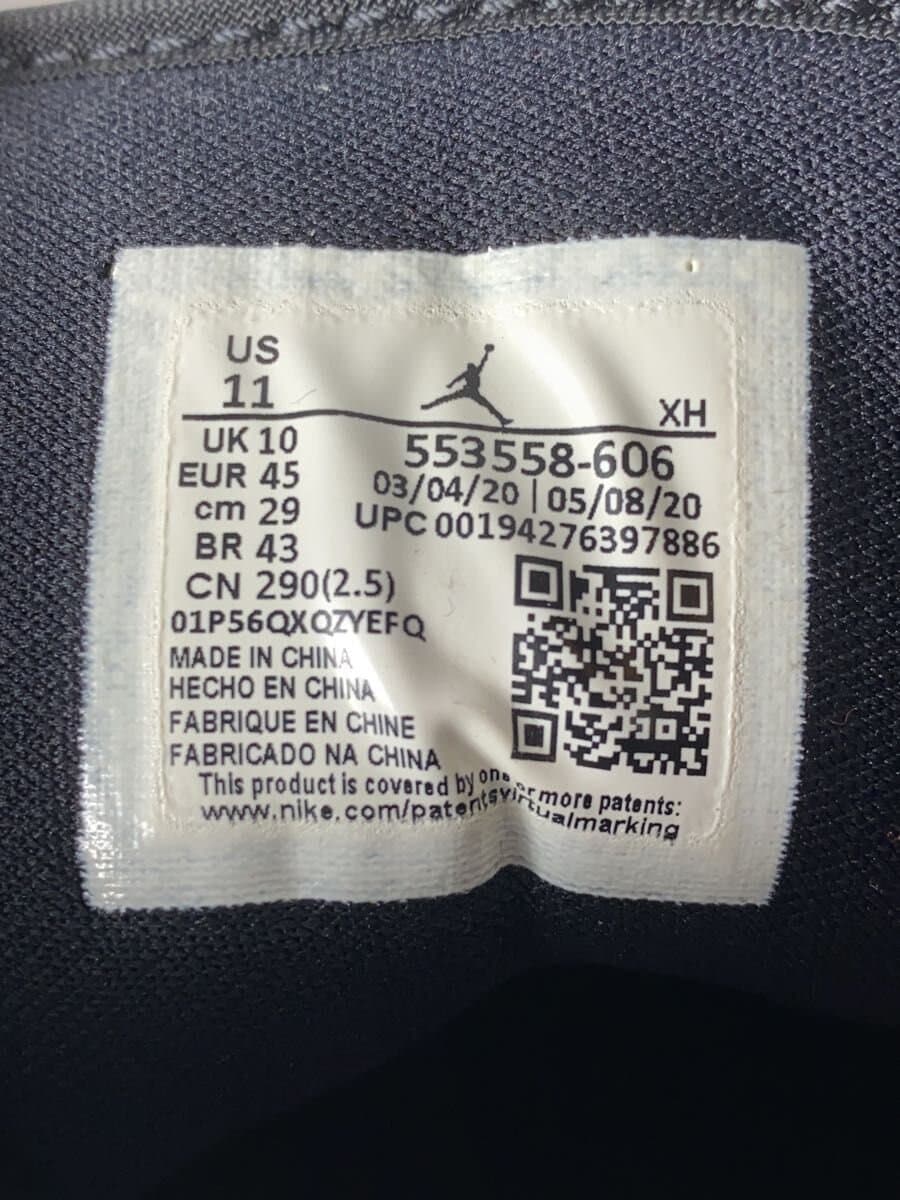 US
11
XH
UK 10
EUR 45
cm 29
BR 43
CN 290(2.5)
553558-606
03/04/20 | 05/08/20
UPC 00194276397886
01P56QXQZYEFQ
MADE IN CHINA
HECHO EN CHINA
FABRIQUE EN CHINE
FABRICADO NA CHINA
This product is covered by one or more patents:
www.nike.com/patentsvirtualmarking